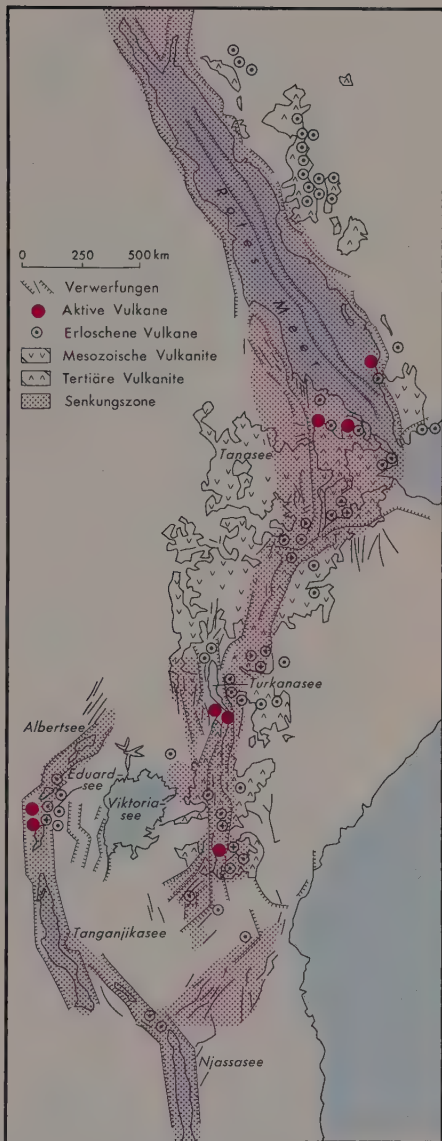 Rotes Meer
0 250 500 km
Verwerfungen
Aktive Vulkane
Erloschene Vulkane
Mesozoische Vulkanite
Tertiäre Vulkanite
Senkungszone
Tanasee
Turkanasee
Albertsee
Eduard-
see
Viktoria-
see
Tanganjikasee
Njassasee